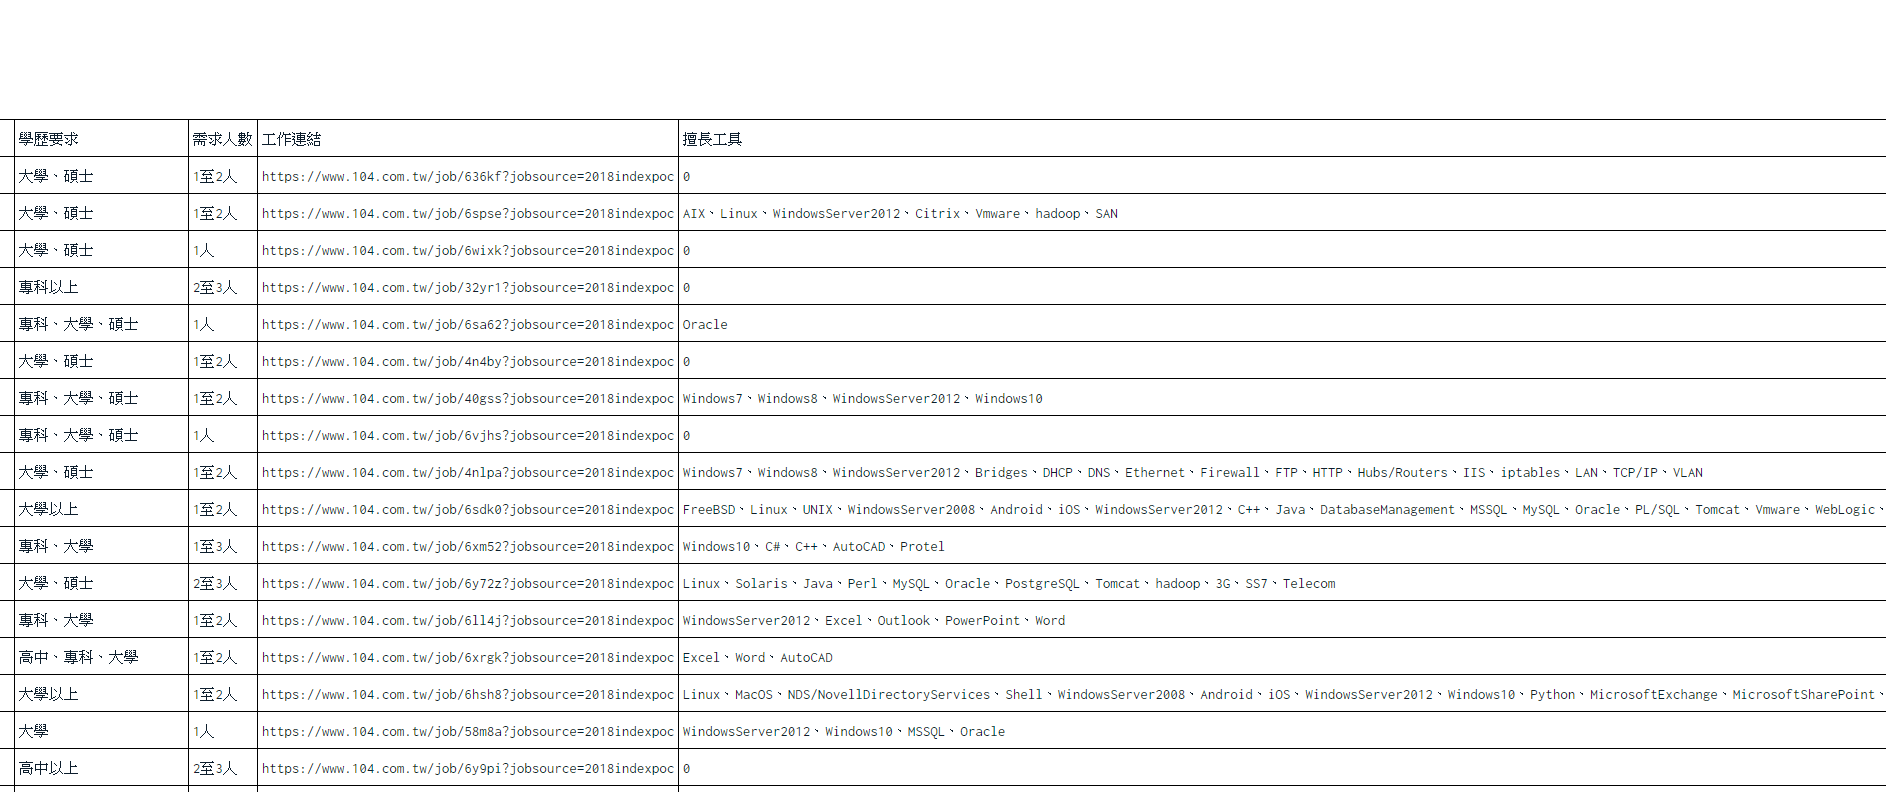 學歷要求 需求人數 工作連結 擅長工具
大學、碩士 1至2人 https://www.104.com.tw/job/636kf?jobsource=2018indexpoc 0
大學、碩士 1至2人 https://www.104.com.tw/job/6spse?jobsource=2018indexpoc AIX、Linux、WindowsServer2012、Citrix、Vmware、hadoop、SAN
大學、碩士 1人 https://www.104.com.tw/job/6wixk?jobsource=2018indexpoc 0
專科以上 2至3人 https://www.104.com.tw/job/32yr1?jobsource=2018indexpoc 0
專科、大學、碩士 1人 https://www.104.com.tw/job/6sa62?jobsource=2018indexpoc Oracle
大學、碩士 1至2人 https://www.104.com.tw/job/4n4by?jobsource=2018indexpoc 0
專科、大學、碩士 1至2人 https://www.104.com.tw/job/40gss?jobsource=2018indexpoc Windows7、Windows8、WindowsServer2012、Windows10
專科、大學、碩士 1人 https://www.104.com.tw/job/6vjhs?jobsource=2018indexpoc 0
大學、碩士 1至2人 https://www.104.com.tw/job/4nlpa?jobsource=2018indexpoc Windows7、Windows8、WindowsServer2012、Bridges、DHCP、DNS、Ethernet、Firewall、FTP、HTTP、Hubs/Routers、IIS、iptables、LAN、TCP/IP、VLAN
大學以上 1至2人 https://www.104.com.tw/job/6sdk0?jobsource=2018indexpoc FreeBSD、Linux、UNIX、WindowsServer2008、Android、iOS、WindowsServer2012、C++、Java、DatabaseManagement、MSSQL、MySQL、Oracle、PL/SQL、Tomcat、Vmware、WebLogic、
專科、大學 1至3人 https://www.104.com.tw/job/6xm52?jobsource=2018indexpoc Windows10、C#、C++、AutoCAD、Protel
大學、碩士 2至3人 https://www.104.com.tw/job/6y72z?jobsource=2018indexpoc Linux、Solaris、Java、Perl、MySQL、Oracle、PostgreSQL、Tomcat、hadoop、3G、SS7、Telecom
專科、大學 1至2人 https://www.104.com.tw/job/6ll4j?jobsource=2018indexpoc WindowsServer2012、Excel、Outlook、PowerPoint、Word
高中、專科、大學 1至2人 https://www.104.com.tw/job/6xrgk?jobsource=2018indexpoc Excel、Word、AutoCAD
大學以上 1至2人 https://www.104.com.tw/job/6hsh8?jobsource=2018indexpoc Linux、MacOS、NDS/NovellDirectoryServices、Shell、WindowsServer2008、Android、iOS、WindowsServer2012、Windows10、Python、MicrosoftExchange、MicrosoftSharePoint、
大學 1人 https://www.104.com.tw/job/58m8a?jobsource=2018indexpoc WindowsServer2012、Windows10、MSSQL、Oracle
高中以上 2至3人 https://www.104.com.tw/job/6y9pi?jobsource=2018indexpoc 0